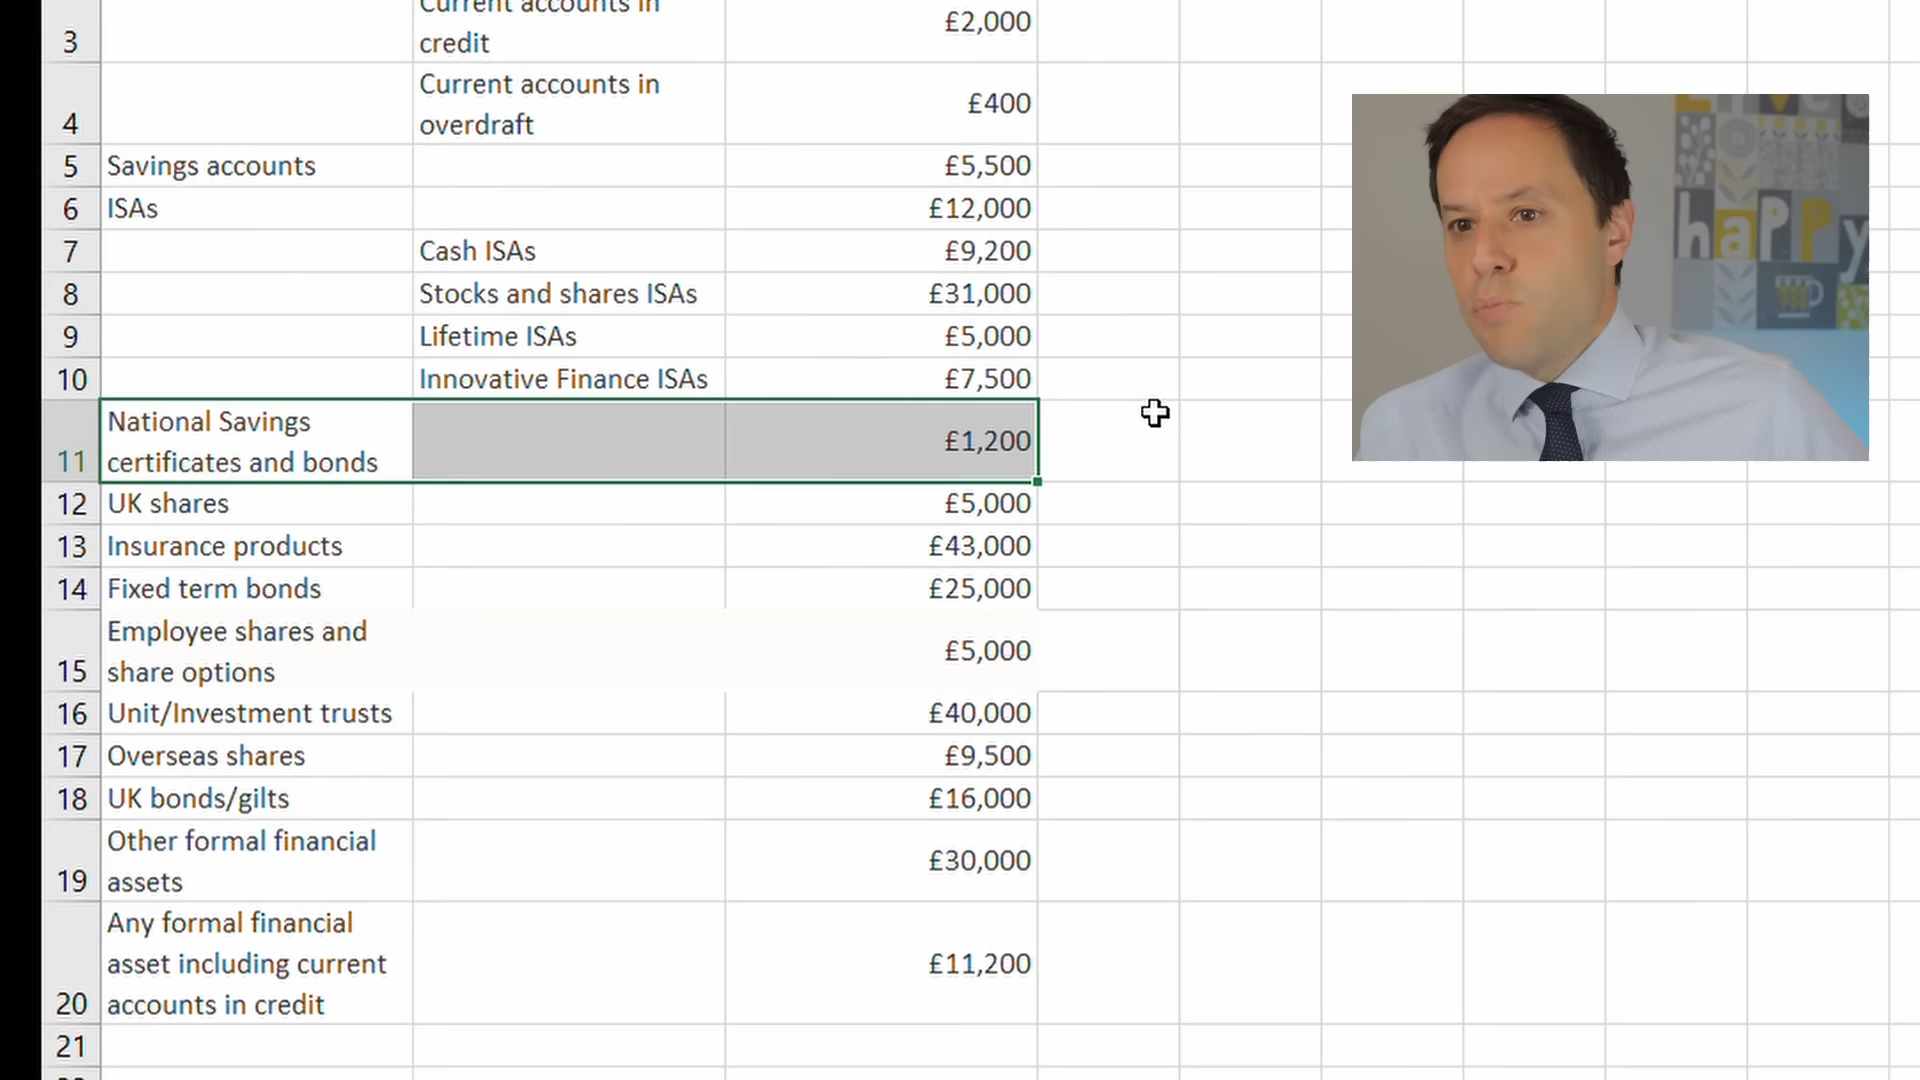 Current accounts in
3 credit £2,000
Current accounts in
4 overdraft £400
5 Savings accounts £5,500
6 ISAs £12,000
7 Cash ISAs £9,200
8 Stocks and shares ISAs £31,000
9 Lifetime ISAs £5,000
10 Innovative Finance ISAs £7,500
National Savings
11 certificates and bonds £1,200
12 UK shares £5,000
13 Insurance products £43,000
14 Fixed term bonds £25,000
Employee shares and
15 share options £5,000
16 Unit/Investment trusts £40,000
17 Overseas shares £9,500
18 UK bonds/gilts £16,000
Other formal financial
19 assets £30,000
Any formal financial
asset including current
20 accounts in credit £11,200
21
happy